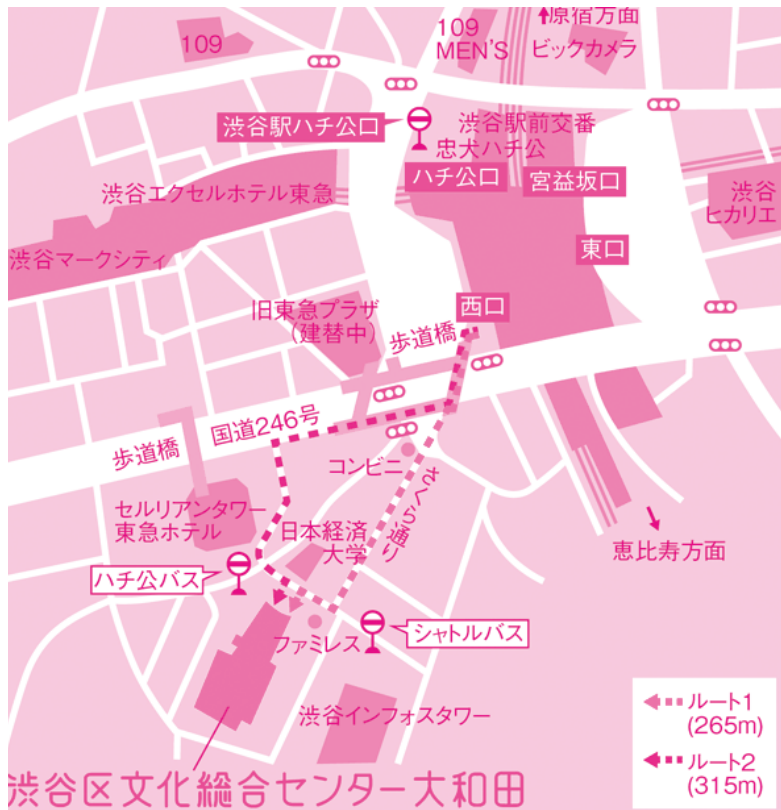 ↑原宿方面
109
109
MEN'S
ビックカメラ
渋谷駅ハチ公口
渋谷駅前交番
忠犬ハチ公
ハチ公口
宮益坂口
渋谷
ヒカリエ
渋谷エクセルホテル東急
渋谷マークシティ
東口
旧東急プラザ
(建替中)
西口
歩道橋
国道246号
歩道橋
コンビニ
さくら通り
セルリアンタワー
東急ホテル
日本経済
大学
恵比寿方面
ハチ公バス
ファミレス
シャトルバス
渋谷インフォスタワー
ルート1
(265m)
ルート2
(315m)
渋谷区文化総合センター大和田